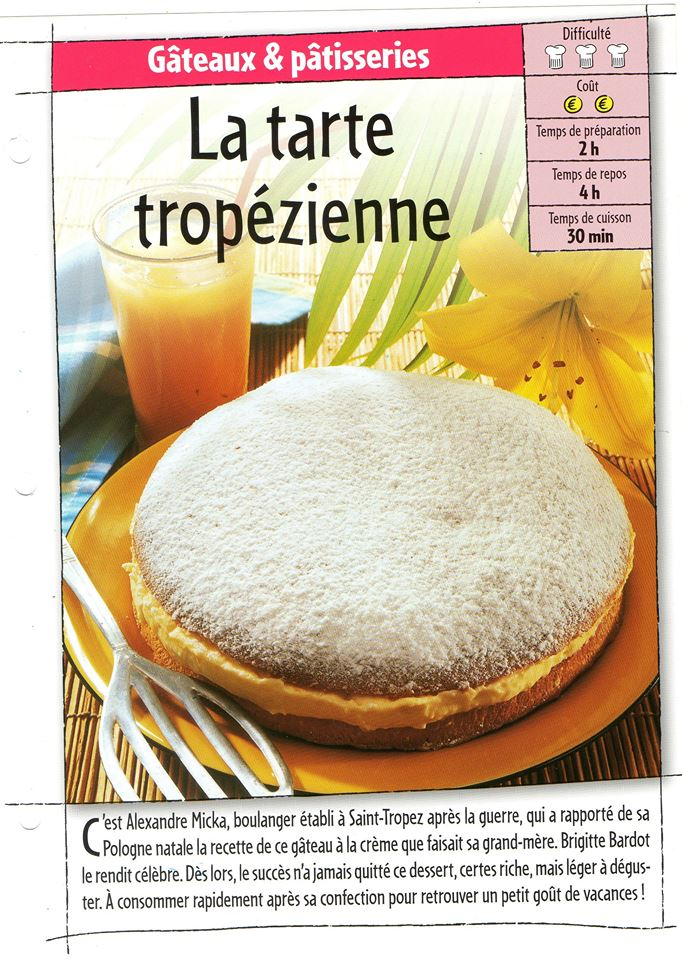 Gâteaux & pâtisseries
La tarte
tropézienne
Difficulté
Coût
€ €
Temps de préparation
2 h
Temps de repos
4 h
Temps de cuisson
30 min
C'est Alexandre Micka, boulanger établi à Saint-Tropez après la guerre, qui a rapporté de sa
Pologne natale la recette de ce gâteau à la crème que faisait sa grand-mère. Brigitte Bardot
le rendit célèbre. Dès lors, le succès n'a jamais quitté ce dessert, certes riche, mais léger à dégus-
ter. À consommer rapidement après sa confection pour retrouver un petit goût de vacances !